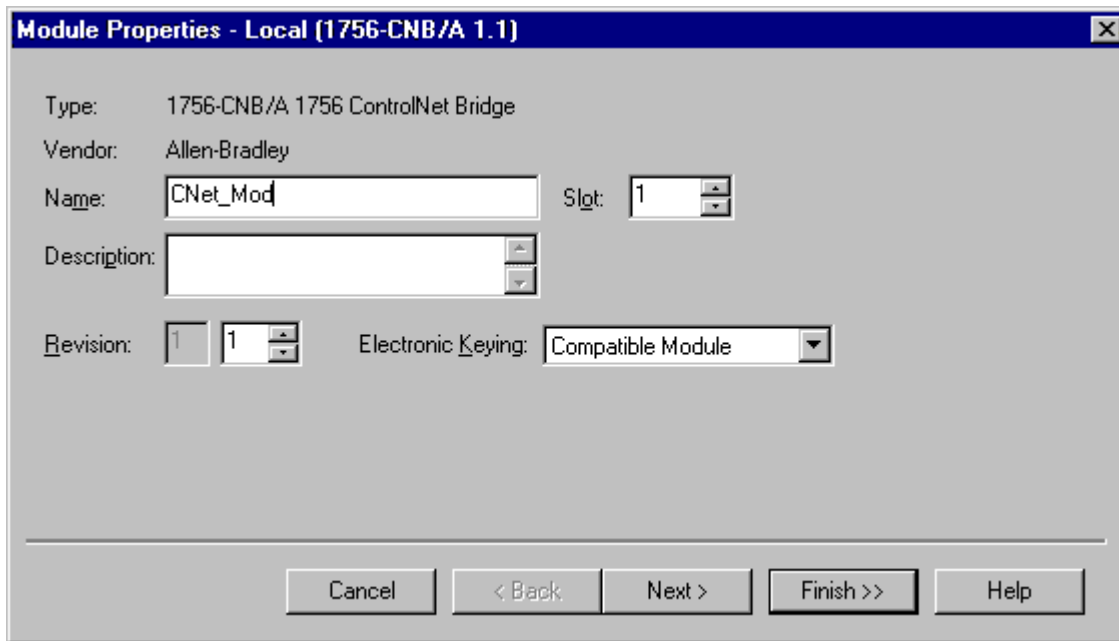 Module Properties - Local (1756-CNB/A 1.1)
Type: 1756-CNB/A 1756 ControlNet Bridge
Vendor: Allen-Bradley
Name: CNet_Mod Slot: 1
Description:
Revision: 1 1 Electronic Keying: Compatible Module
Cancel < Back Next > Finish >> Help